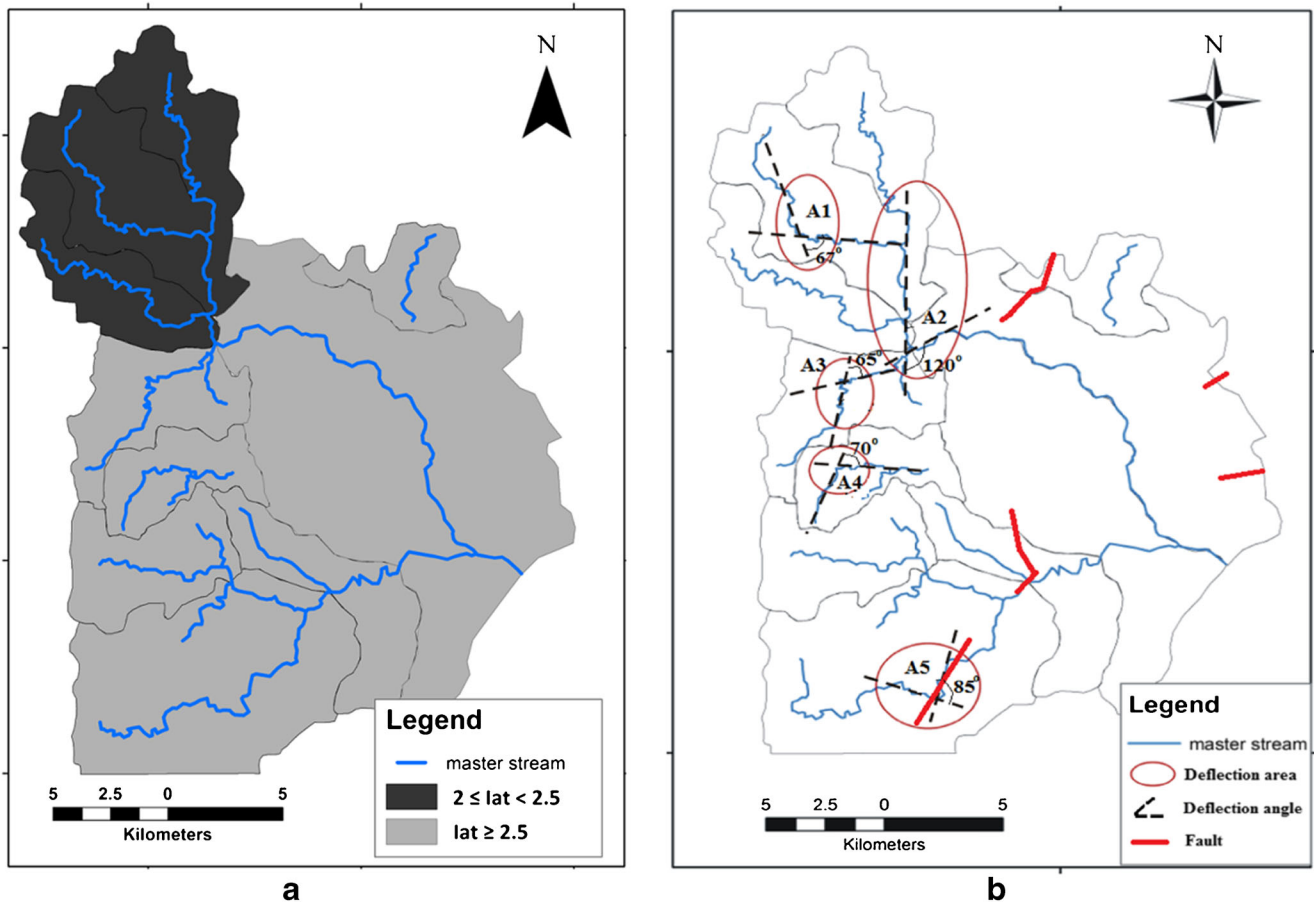 N
Legend
master stream
2 ≤ lat < 2.5
lat ≥ 2.5
5 2.5 0 5
Kilometers
a
N
A1
67°
A2
120°
A3
65°
70°
A4
A5
85°
Legend
master stream
Deflection area
Deflection angle
Fault
5 2.5 0 5
Kilometers
b